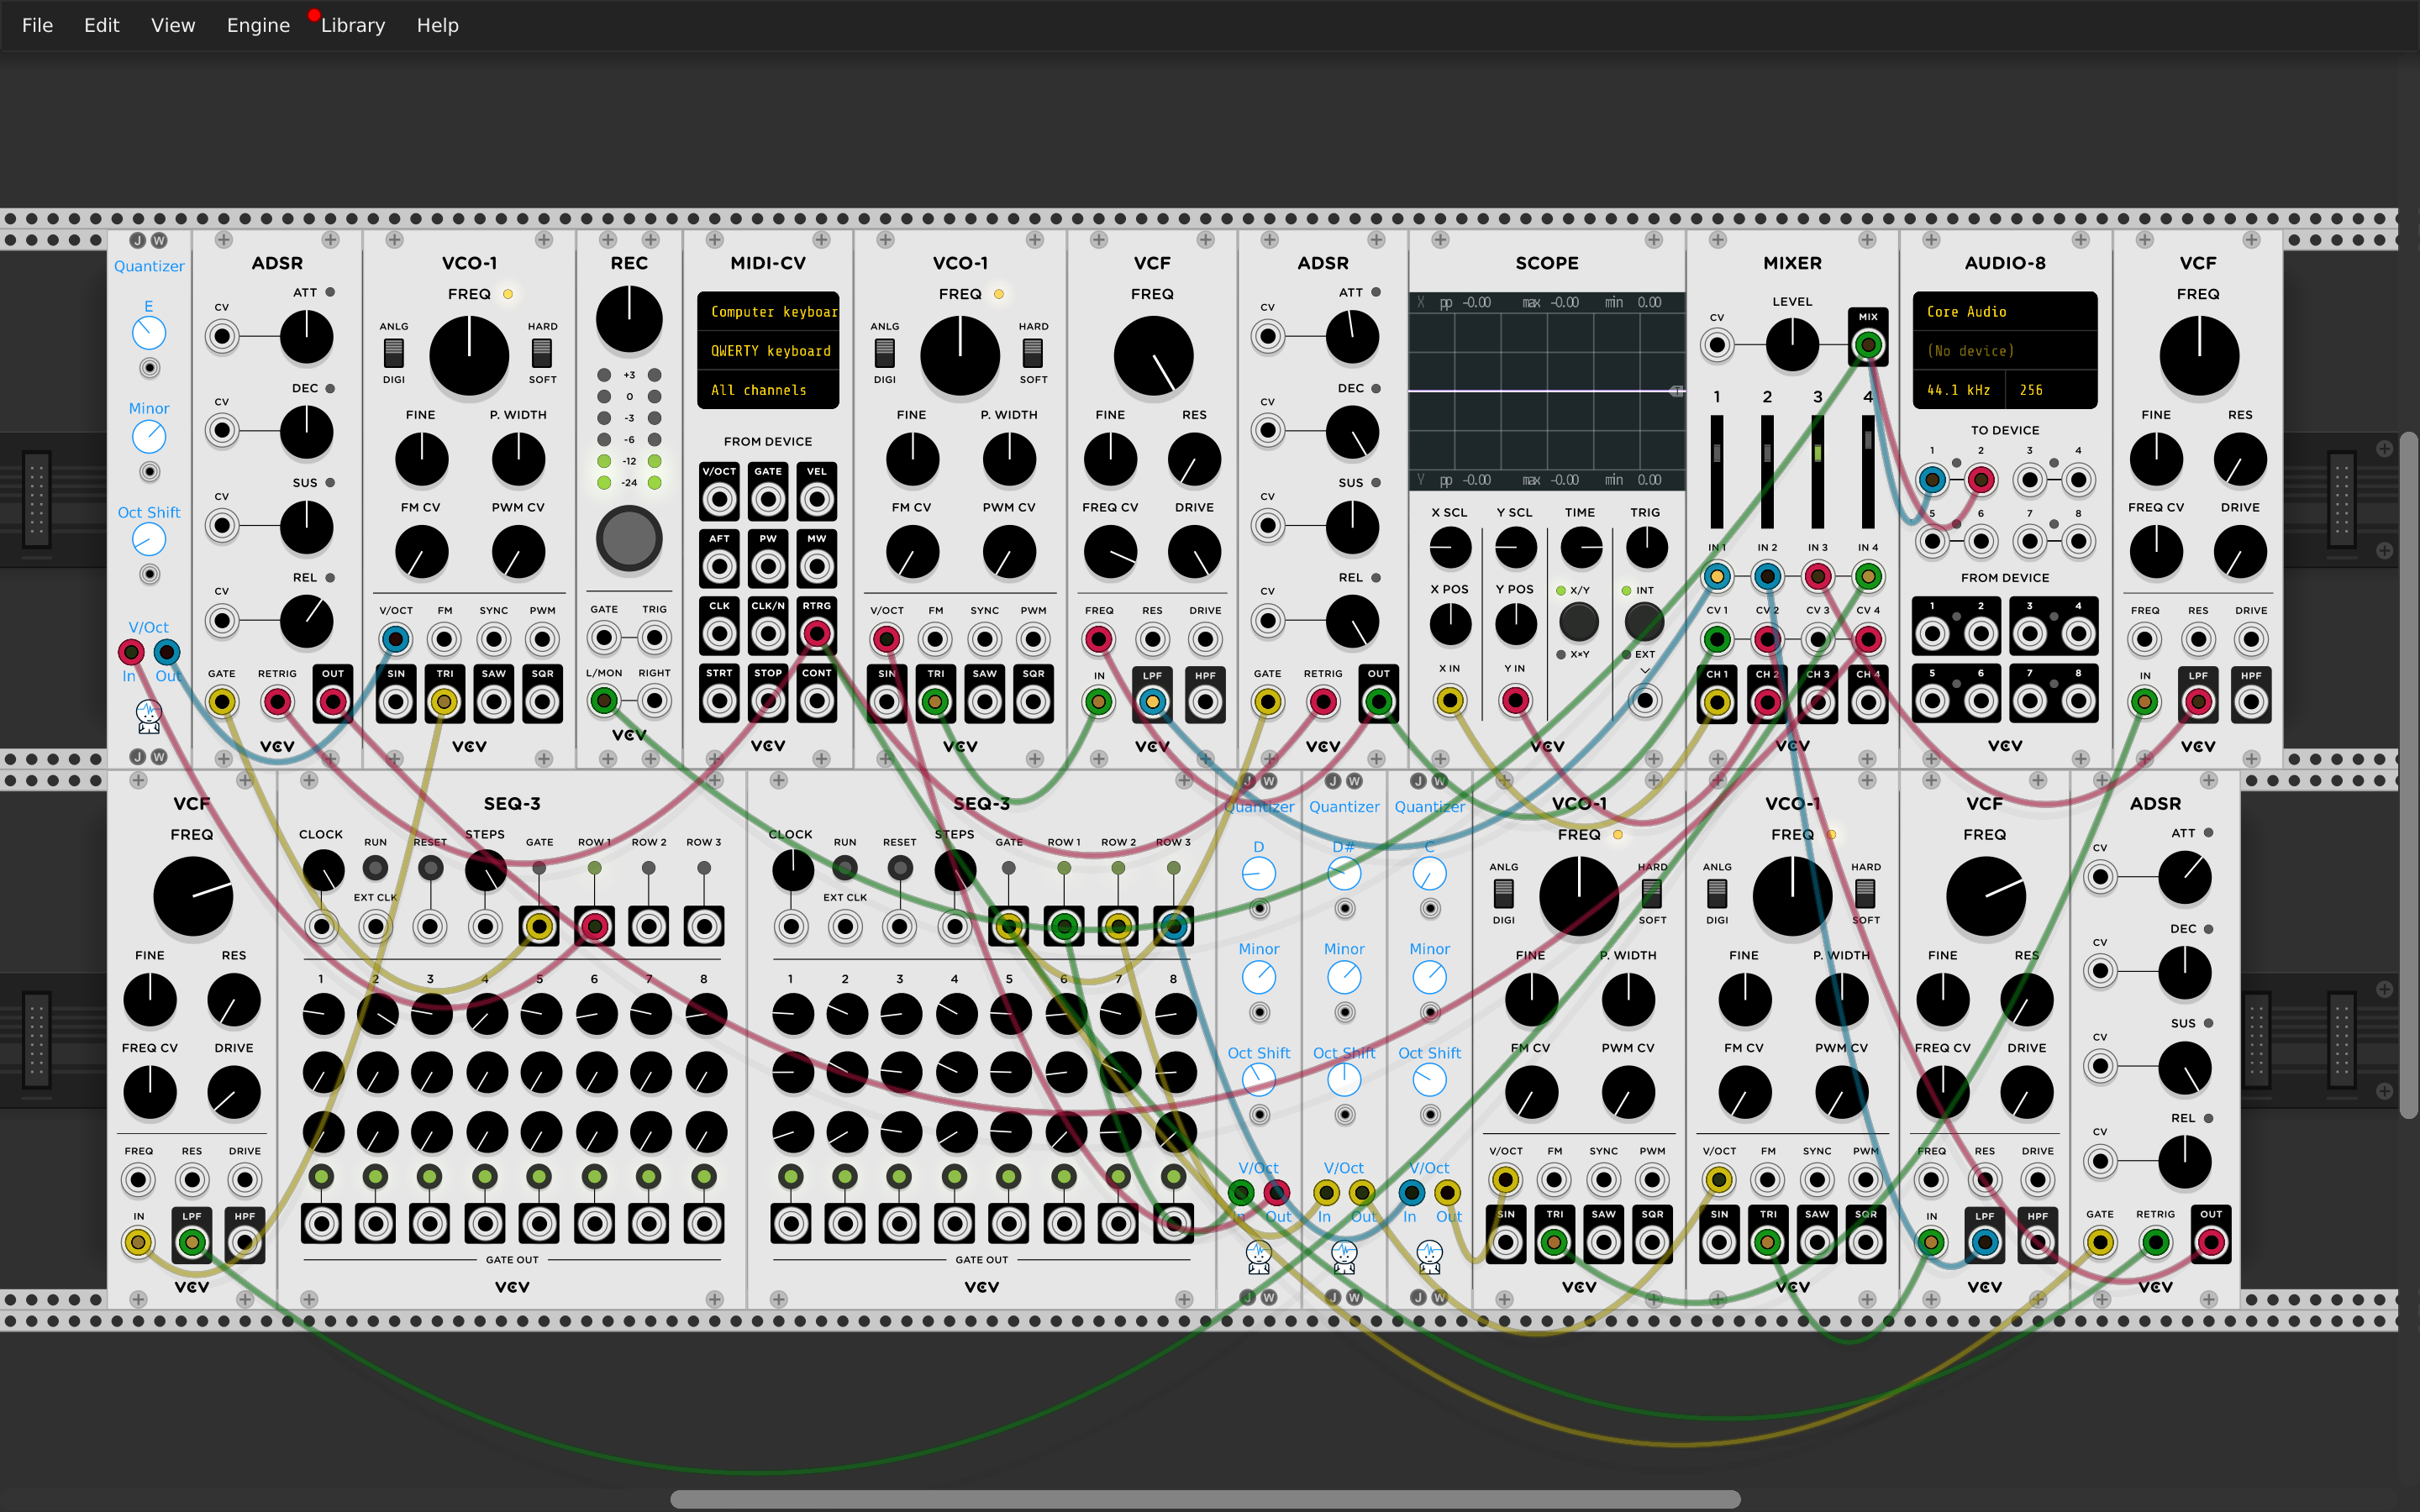 File Edit View Engine Library Help
J W
Quantizer
E
Minor
Oct Shift
V/Oct
In Out
J W
ADSR
ATT
CV
DEC
CV
SUS
CV
REL
CV
GATE RETRIG OUT
VCV
VCO-1
FREQ
ANLG HARD
DIGI SOFT
FINE P. WIDTH
FM CV PWM CV
V/OCT FM SYNC PWM
SIN TRI SAW SQR
VCV
REC
+3
0
-3
-6
-12
-24
GATE TRIG
L/MON RIGHT
VCV
MIDI-CV
Computer keyboar
QWERTY keyboard
All channels
FROM DEVICE
V/OCT GATE VEL
AFT PW MW
CLK CLK/N RTRG
STRT STOP CONT
VCV
VCO-1
FREQ
ANLG HARD
DIGI SOFT
FINE P. WIDTH
FM CV PWM CV
V/OCT FM SYNC PWM
SIN TRI SAW SQR
VCV
VCF
FREQ
FINE RES
FREQ CV DRIVE
FREQ RES DRIVE
IN LPF HPF
VCV
ADSR
ATT
CV
DEC
CV
SUS
CV
REL
CV
GATE RETRIG OUT
VCV
SCOPE
X pp -0.00 max -0.00 min 0.00
T
Y pp -0.00 max -0.00 min 0.00
X SCL Y SCL TIME TRIG
X POS Y POS X/Y INT
X×Y EXT
X IN Y IN
VCV
MIXER
LEVEL
CV MIX
1 2 3 4
IN 1 IN 2 IN 3 IN 4
CV 1 CV 2 CV 3 CV 4
CH 1 CH 2 CH 3 CH 4
VCV
AUDIO-8
Core Audio
(No device)
44.1 kHz 256
TO DEVICE
1 2 3 4
5 6 7 8
FROM DEVICE
1 2 3 4
5 6 7 8
VCV
VCF
FREQ
FINE RES
FREQ CV DRIVE
FREQ RES DRIVE
IN LPF HPF
VCV
VCF
FREQ
FINE RES
FREQ CV DRIVE
FREQ RES DRIVE
IN LPF HPF
VCV
SEQ-3
CLOCK RUN RESET STEPS GATE ROW 1 ROW 2 ROW 3
EXT CLK
1 2 3 4 5 6 7 8
GATE OUT
VCV
SEQ-3
CLOCK RUN RESET STEPS GATE ROW 1 ROW 2 ROW 3
EXT CLK
1 2 3 4 5 6 7 8
GATE OUT
VCV
J W
Quantizer
D
Minor
Oct Shift
V/Oct
In Out
J W
J W
Quantizer
D#
Minor
Oct Shift
V/Oct
In Out
J W
J W
Quantizer
C
Minor
Oct Shift
V/Oct
In Out
J W
VCO-1
FREQ
ANLG HARD
DIGI SOFT
FINE P. WIDTH
FM CV PWM CV
V/OCT FM SYNC PWM
SIN TRI SAW SQR
VCV
VCO-1
FREQ
ANLG HARD
DIGI SOFT
FINE P. WIDTH
FM CV PWM CV
V/OCT FM SYNC PWM
SIN TRI SAW SQR
VCV
VCF
FREQ
FINE RES
FREQ CV DRIVE
FREQ RES DRIVE
IN LPF HPF
VCV
ADSR
ATT
CV
DEC
CV
SUS
CV
REL
CV
GATE RETRIG OUT
VCV